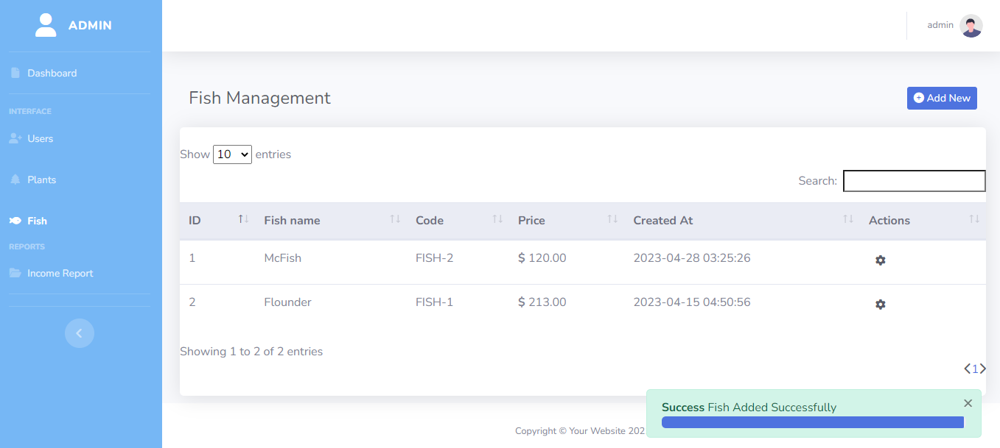 ADMIN
admin
Dashboard
INTERFACE
Users
Plants
Fish
REPORTS
Income Report
Fish Management
Add New
Show 10 entries
Search:
ID Fish name Code Price Created At Actions
1 McFish FISH-2 $ 120.00 2023-04-28 03:25:26
2 Flounder FISH-1 $ 213.00 2023-04-15 04:50:56
Showing 1 to 2 of 2 entries
1
Success Fish Added Successfully
Copyright © Your Website 202